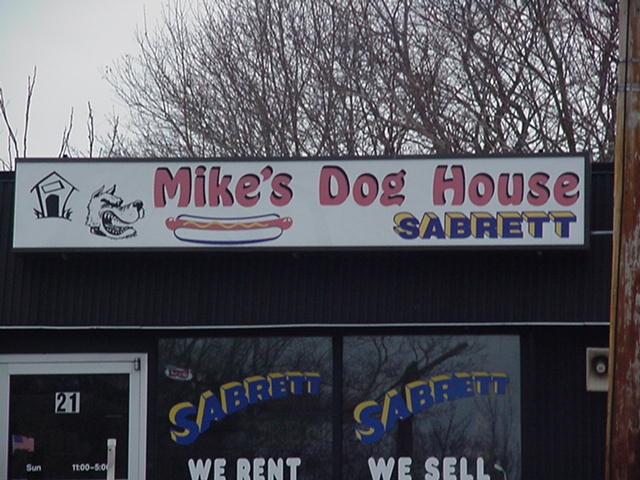 Mike's Dog House
SABRETT
SABRETT
SABRETT
21
Sun 11:00-5:00
WE RENT
WE SELL